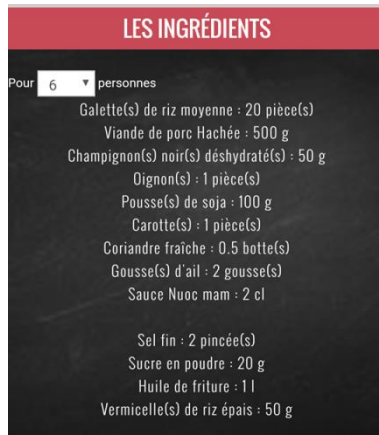 LES INGRÉDIENTS
Pour 6 personnes
Galette(s) de riz moyenne : 20 pièce(s)
Viande de porc Hachée : 500 g
Champignon(s) noir(s) déshydraté(s) : 50 g
Oignon(s) : 1 pièce(s)
Pousse(s) de soja : 100 g
Carotte(s) : 1 pièce(s)
Coriandre fraîche : 0.5 botte(s)
Gousse(s) d'ail : 2 gousse(s)
Sauce Nuoc mam : 2 cl
Sel fin : 2 pincée(s)
Sucre en poudre : 20 g
Huile de friture : 1 l
Vermicelle(s) de riz épais : 50 g